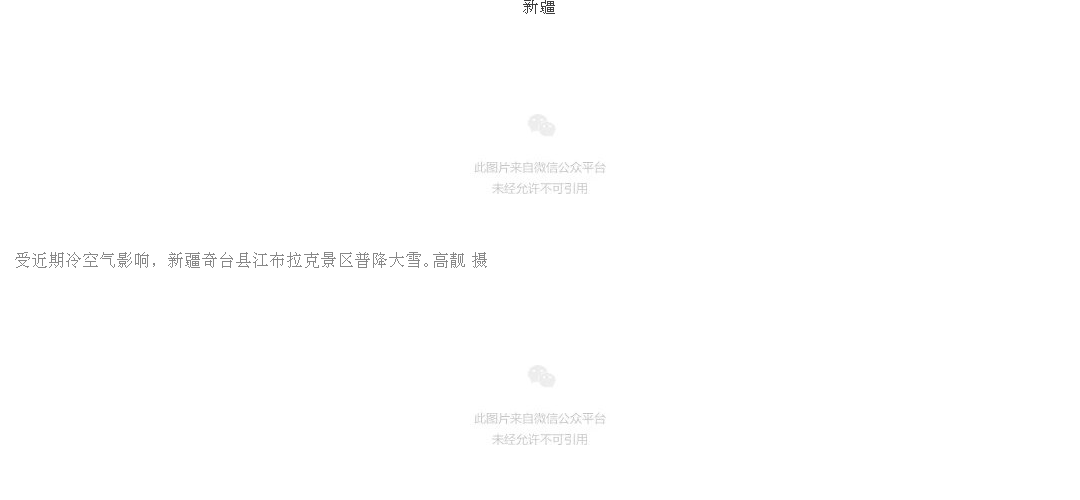 新疆
此图片来自微信公众平台
未经允许不可引用
受近期冷空气影响，新疆奇台县江布拉克景区普降大雪。高靓 摄
此图片来自微信公众平台
未经允许不可引用